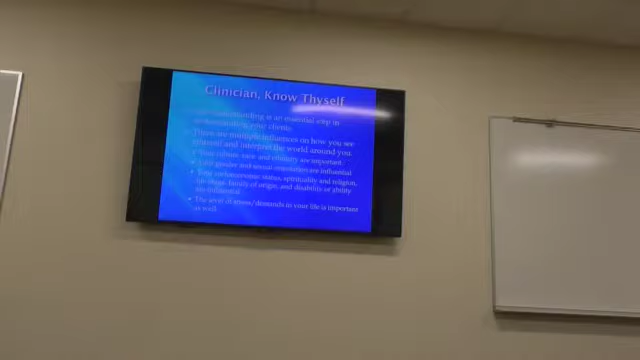 Clinician, Know Thyself
understanding is an essential step in
understanding your clients.
There are multiple influences on how you see
yourself and interpret the world around you.
Your culture, race and ethnicity are important.
Your gender and sexual orientation are influential
Your socioeconomic status, spirituality and religion,
life stage, family of origin, and disability or ability
are influential
The level of stress/demands in your life is important
as well.